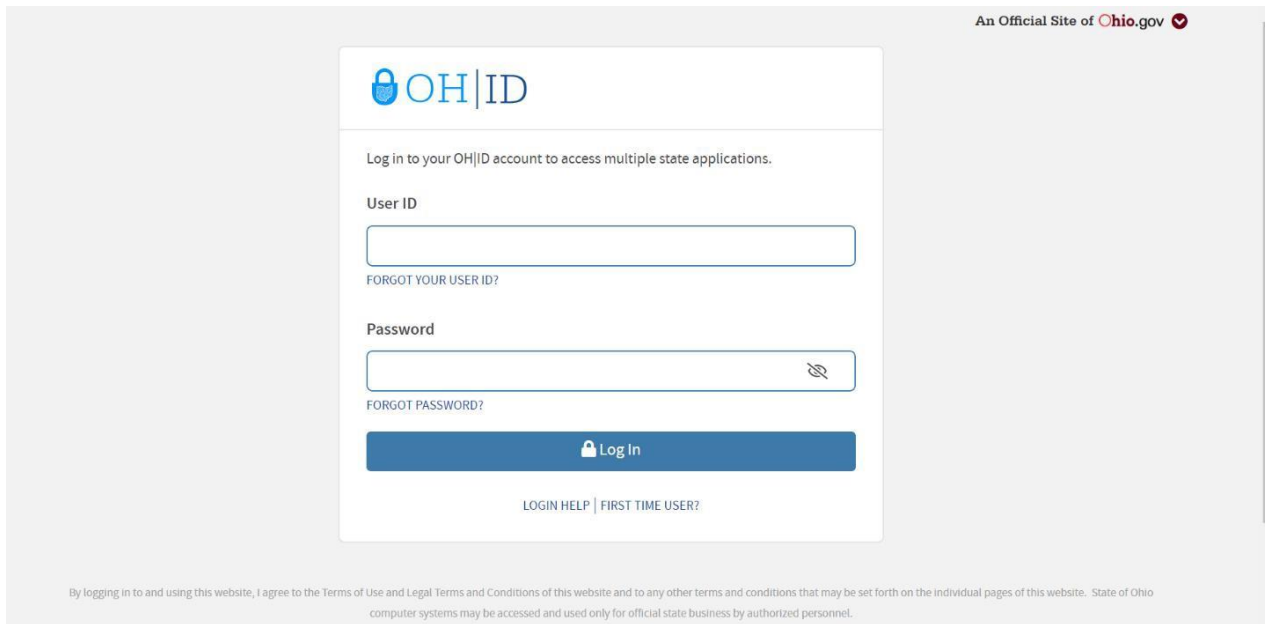 An Official Site of Ohio.gov
OH|ID
Log in to your OH|ID account to access multiple state applications.
User ID
FORGOT YOUR USER ID?
Password
FORGOT PASSWORD?
Log In
LOGIN HELP | FIRST TIME USER?
By logging in to and using this website, I agree to the Terms of Use and Legal Terms and Conditions of this website and to any other terms and conditions that may be set forth on the individual pages of this website. State of Ohio
computer systems may be accessed and used only for official state business by authorized personnel.